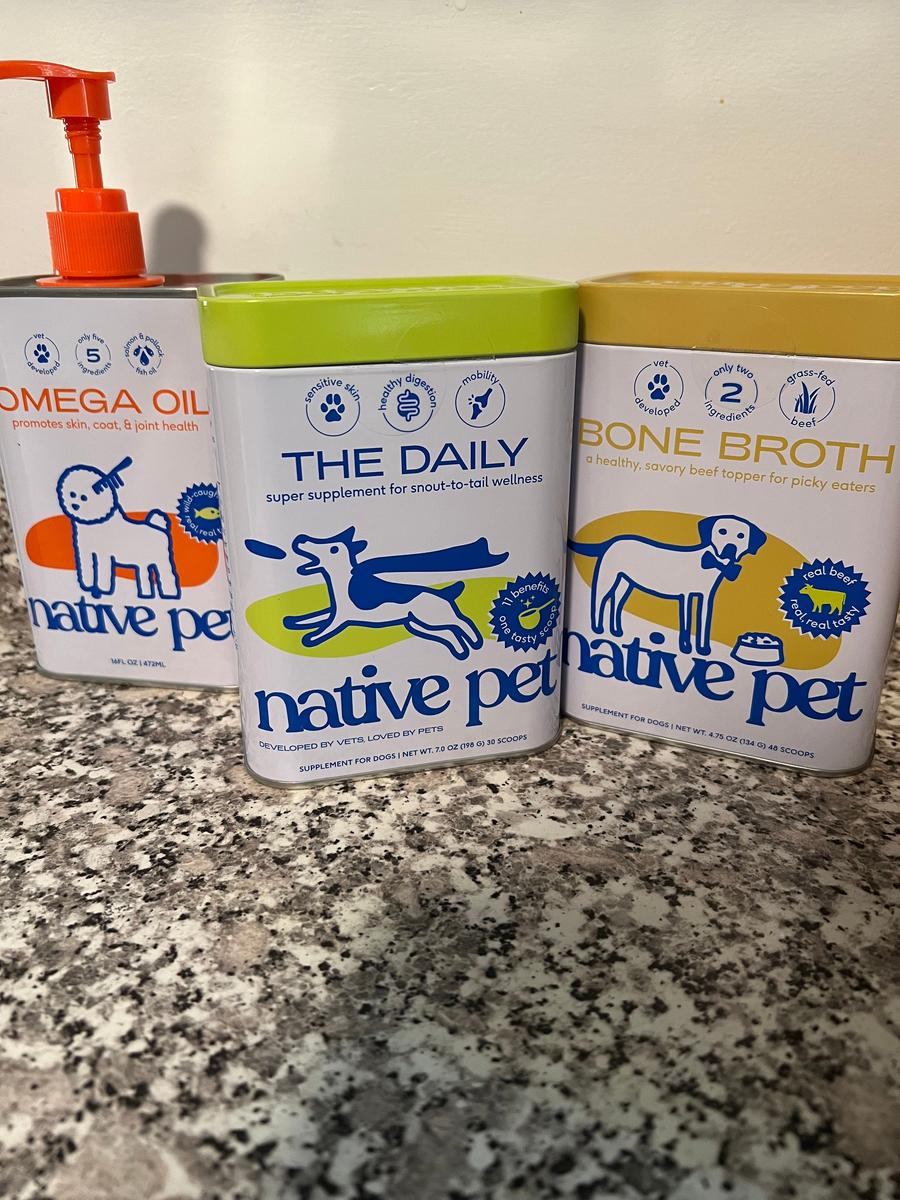 vet developed
only five 5 ingredients
salmon & pollock fish oil
OMEGA OIL
promotes skin, coat, & joint health
wild-caught
real, real
native pet
16FL OZ | 472ML
sensitive skin
healthy digestion
mobility
THE DAILY
super supplement for snout-to-tail wellness
11 benefits
one tasty scoop
native pet
DEVELOPED BY VETS, LOVED BY PETS
SUPPLEMENT FOR DOGS | NET WT. 7.0 OZ (198 G) 30 SCOOPS
vet developed
only two 2 ingredients
grass-fed beef
BONE BROTH
a healthy, savory beef topper for picky eaters
real beef
real, real tasty
native pet
SUPPLEMENT FOR DOGS | NET WT. 4.75 OZ (134 G) 48 SCOOPS